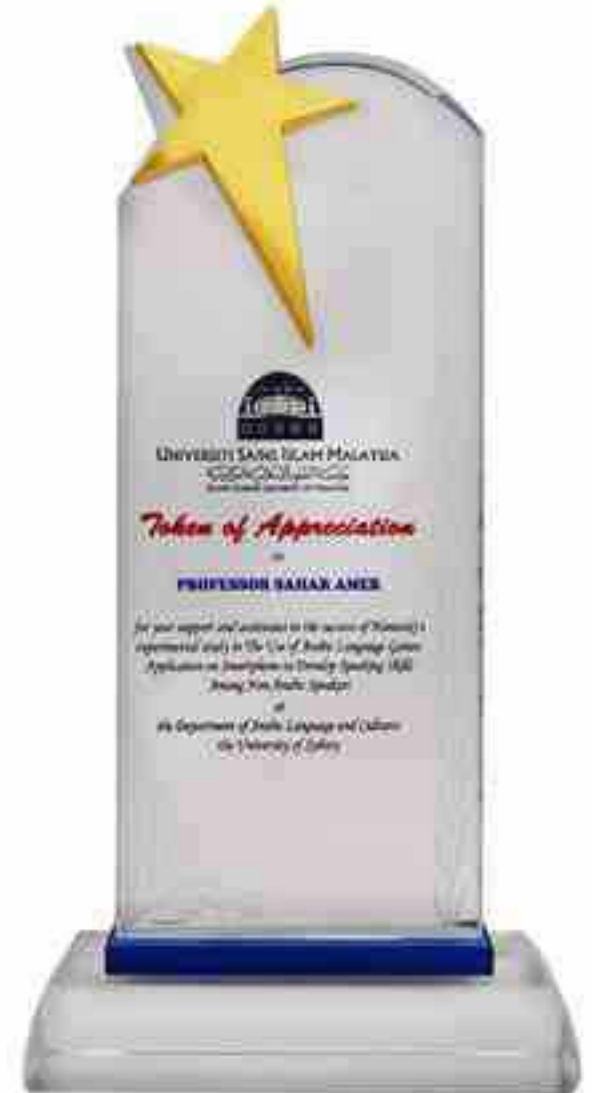 UNIVERSITI SAINS ISLAM MALAYSIA
Token of Appreciation
to
PROFESSOR SAHAR AMER
for your support and assistance in the success of
experimental study in The Use of Arabic Language Games
Application on Smartphone to Develop Speaking Skills
Among Non Arabic Speaker
at
the Department of Arabic Language and Cultures
the University of Sydney